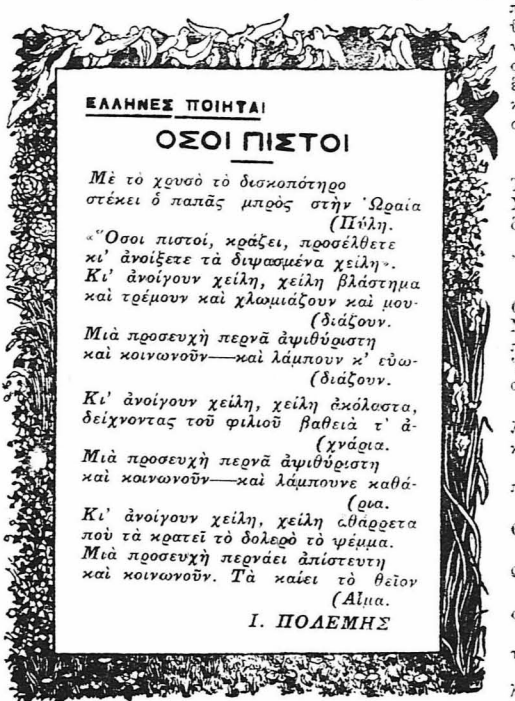 ΕΛΛΗΝΕΣ ΠΟΙΗΤΑΙ
ΟΣΟΙ ΠΙΣΤΟΙ
Μὲ τὸ χρυσὸ τὸ δισκοπότηρο
στέκει ὁ παπᾶς μπρὸς στὴν Ὡραία
(Πύλη.
«Ὅσοι πιστοί, κράζει, προσέλθετε
κι' ἀνοίξετε τὰ διψασμένα χείλη».
Κι' ἀνοίγουν χείλη, χείλη βλάστημα
καὶ τρέμουν καὶ χλωμιάζουν καὶ μου-
(διάζουν.
Μιὰ προσευχὴ περνᾶ ἀψιθύριστη
καὶ κοινωνοῦν—καὶ λάμπουν κ' εὐω-
(διάζουν.
Κι' ἀνοίγουν χείλη, χείλη ἀκόλαστα,
δείχνοντας τοῦ φιλιοῦ βαθειὰ τ' ἀ-
(χνάρια.
Μιὰ προσευχὴ περνᾶ ἀψιθύριστη
καὶ κοινωνοῦν—καὶ λάμπουνε καθά-
(ρια.
Κι' ἀνοίγουν χείλη, χείλη ἀθάρρετα
ποὺ τὰ κρατεῖ τὸ δολερὸ τὸ ψέμμα.
Μιὰ προσευχὴ περνάει ἀπίστευτη
καὶ κοινωνοῦν. Τὰ καίει τὸ θεῖον
(Αἷμα.
Ι. ΠΟΛΕΜΗΣ